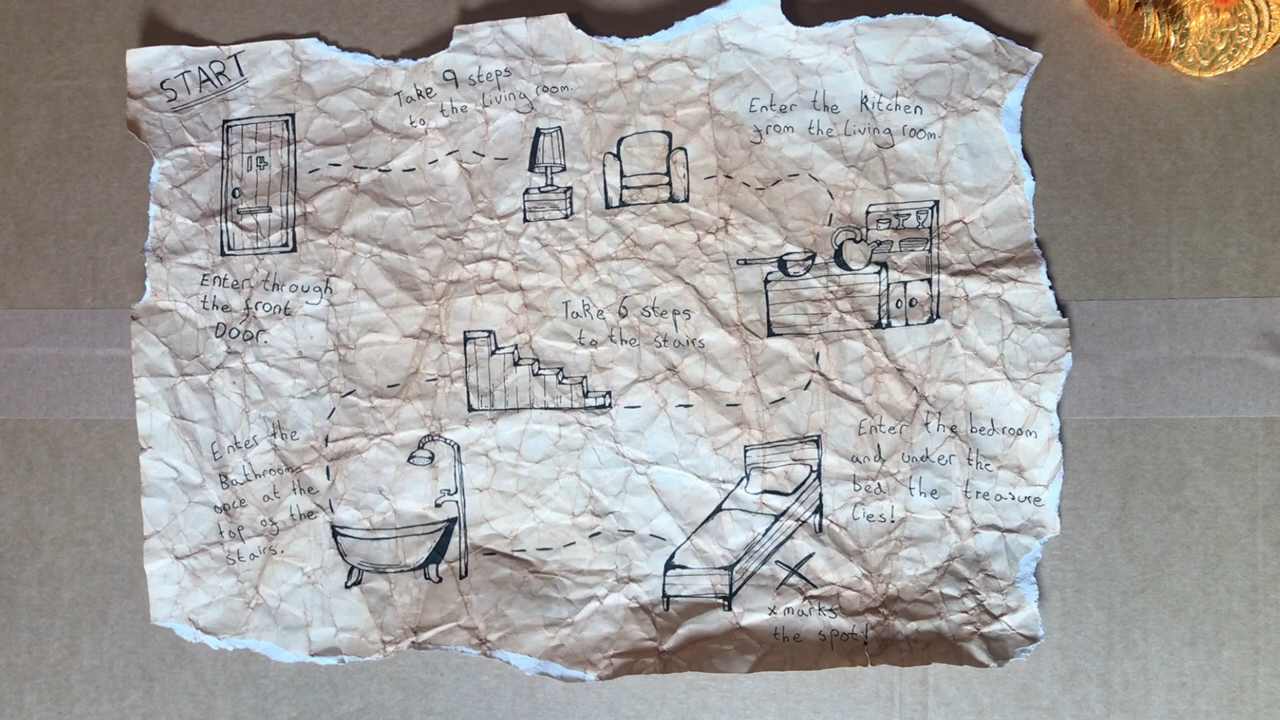 START
Take 9 steps
to the living room.
Enter the Kitchen
from the living room.
14
Enter through
the front
DOOR.
Take 6 steps
to the stairs
Enter the
Bathroom
once at the
top of the
stairs.
Enter the bedroom
and under the
bed the treasure
lies!
x marks
the spot!